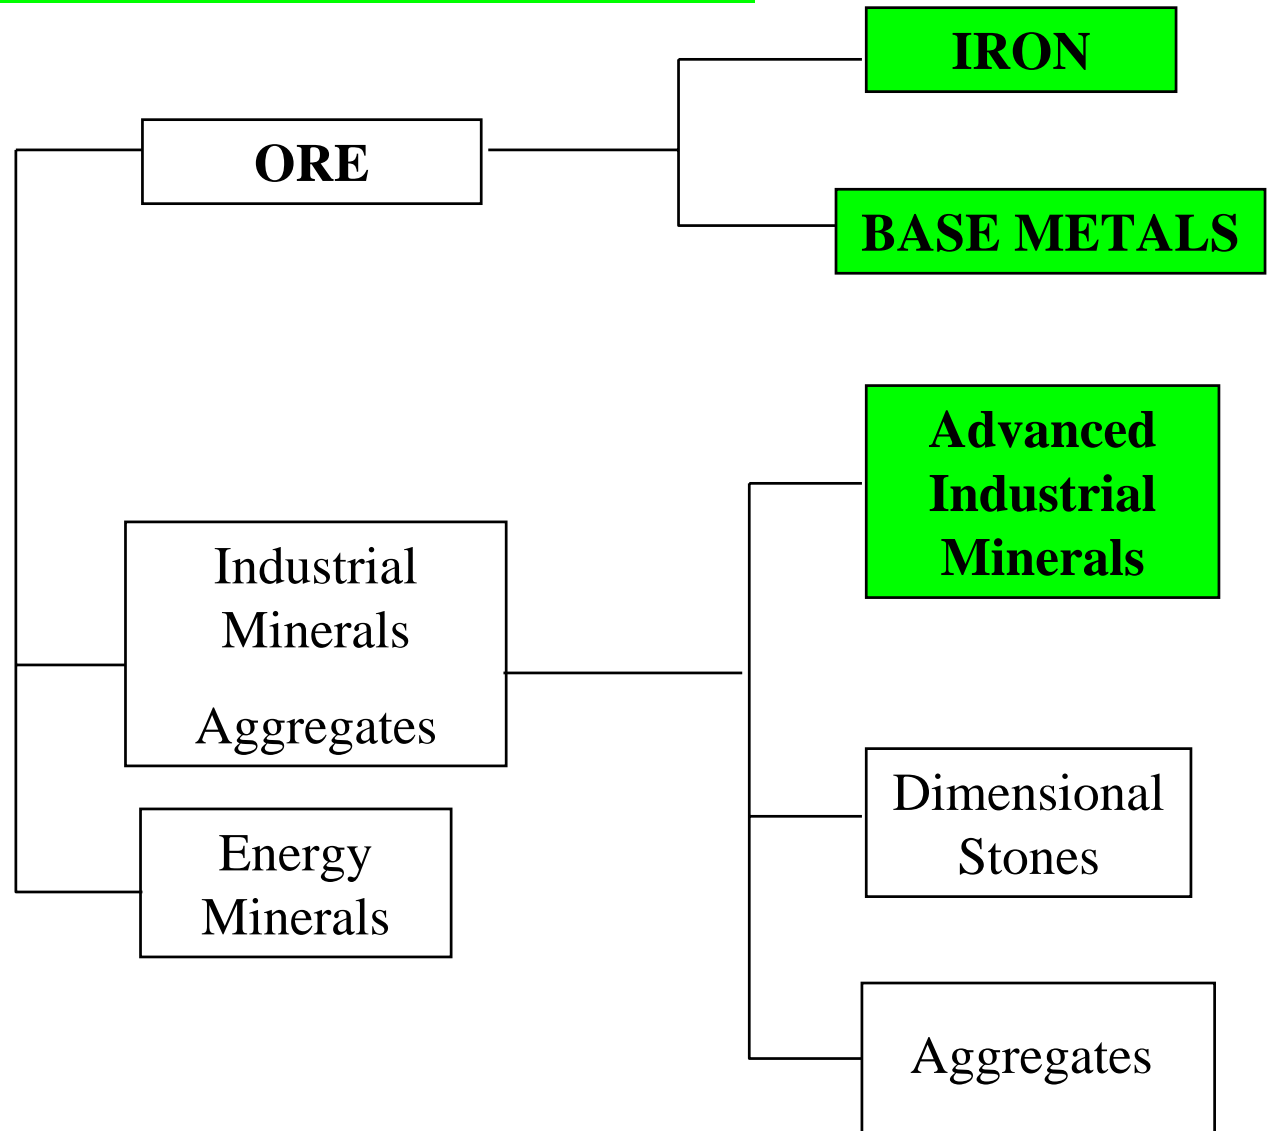 IRON
ORE
BASE METALS
Advanced
Industrial
Minerals
Industrial
Minerals
Aggregates
Dimensional
Stones
Energy
Minerals
Aggregates